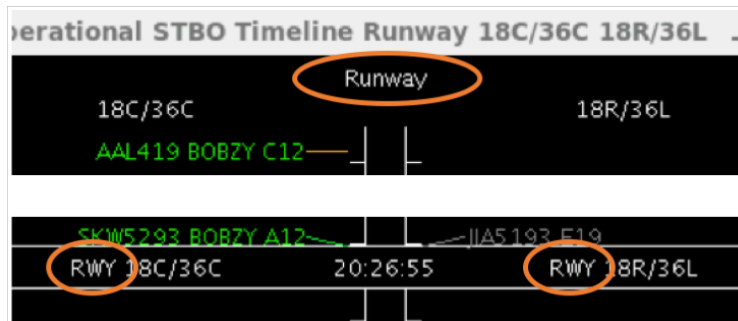 perational STBO Timeline Runway 18C/36C 18R/36L
Runway
18C/36C 18R/36L
AAL419 BOBZY C12
SKW5293 BOBZY A12 JIA5193 E19
RWY 18C/36C 20:26:55 RWY 18R/36L